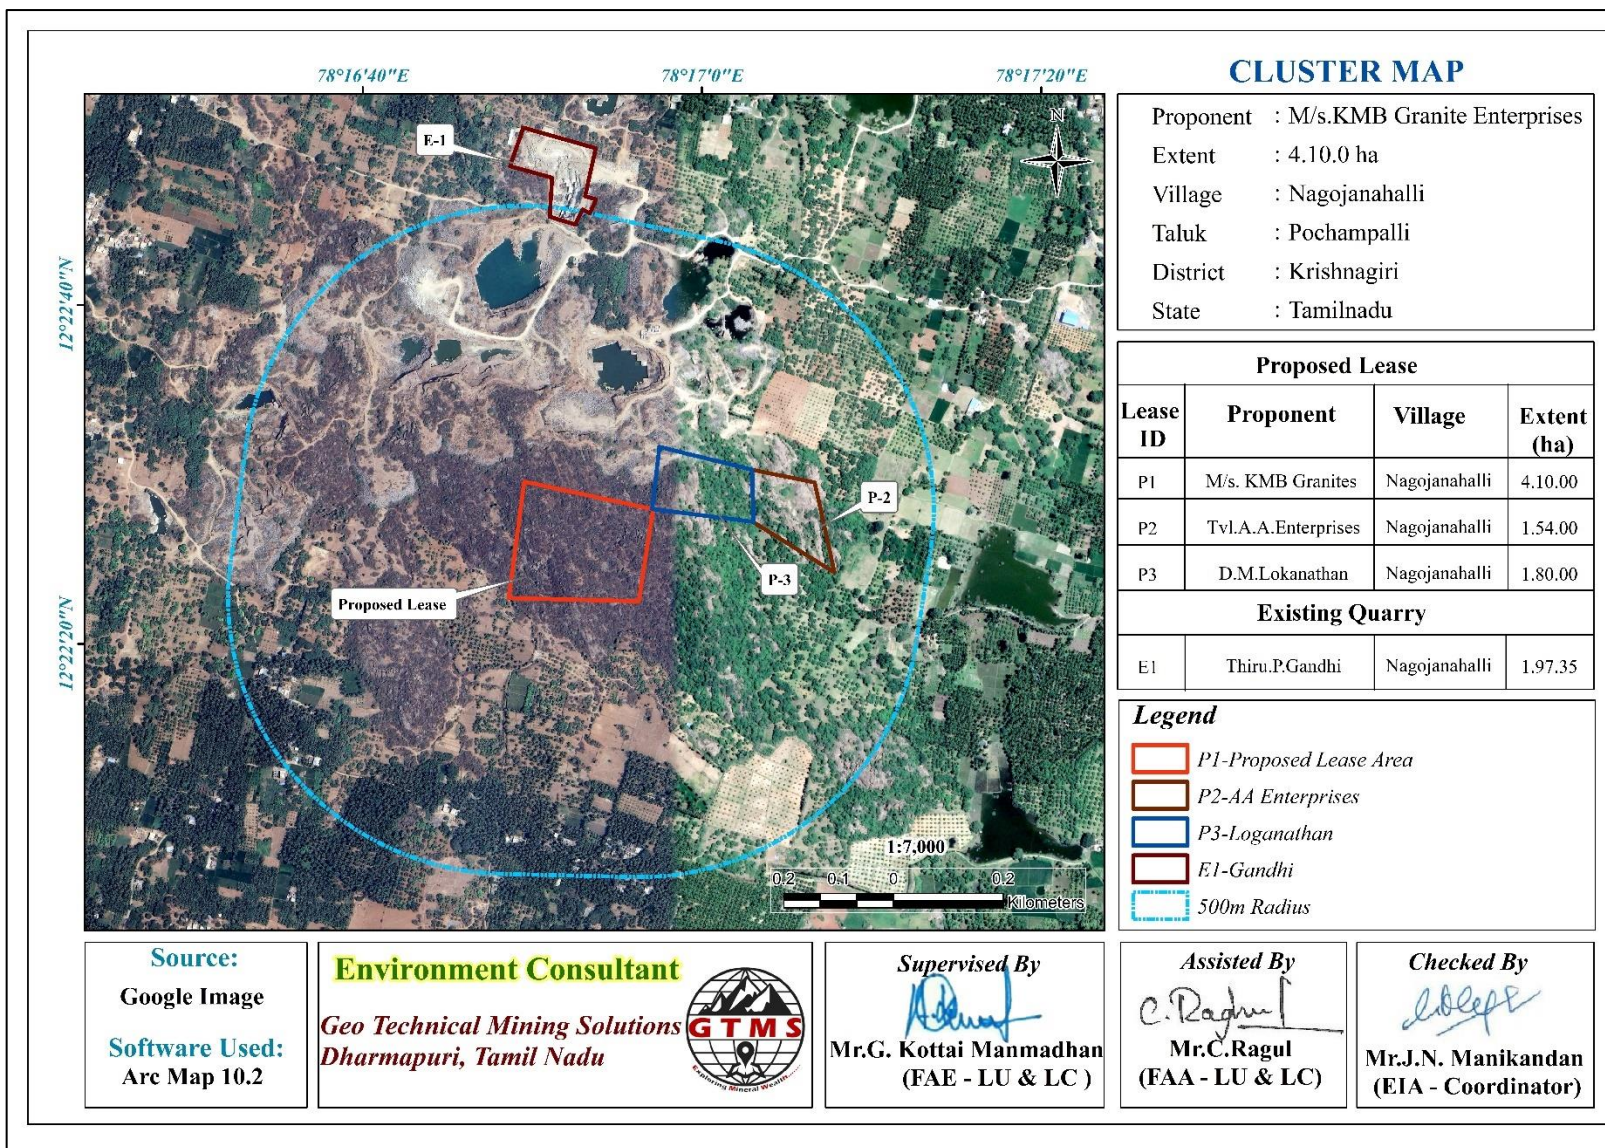 78°16'40"E
78°17'0"E
78°17'20"E
12°22'40"N
12°22'20"N
E-1
N
P-2
P-3
Proposed Lease
1:7,000
0.2 0.1 0 0.2
Kilometers
CLUSTER MAP
Proponent : M/s.KMB Granite Enterprises
Extent : 4.10.0 ha
Village : Nagojanahalli
Taluk : Pochampalli
District : Krishnagiri
State : Tamilnadu
Proposed Lease
Lease ID Proponent Village Extent (ha)
P1 M/s. KMB Granites Nagojanahalli 4.10.00
P2 Tvl.A.A.Enterprises Nagojanahalli 1.54.00
P3 D.M.Lokanathan Nagojanahalli 1.80.00
Existing Quarry
E1 Thiru.P.Gandhi Nagojanahalli 1.97.35
Legend
P1-Proposed Lease Area
P2-AA Enterprises
P3-Loganathan
E1-Gandhi
500m Radius
Source:
Google Image
Software Used:
Arc Map 10.2
Environment Consultant
Geo Technical Mining Solutions
Dharmapuri, Tamil Nadu
GTMS
Exploring Mineral Wealth......
Supervised By
Mr.G. Kottai Manmadhan
(FAE - LU & LC )
Assisted By
C. Raghul
Mr.C.Ragul
(FAA - LU & LC)
Checked By
Mr.J.N. Manikandan
(EIA - Coordinator)